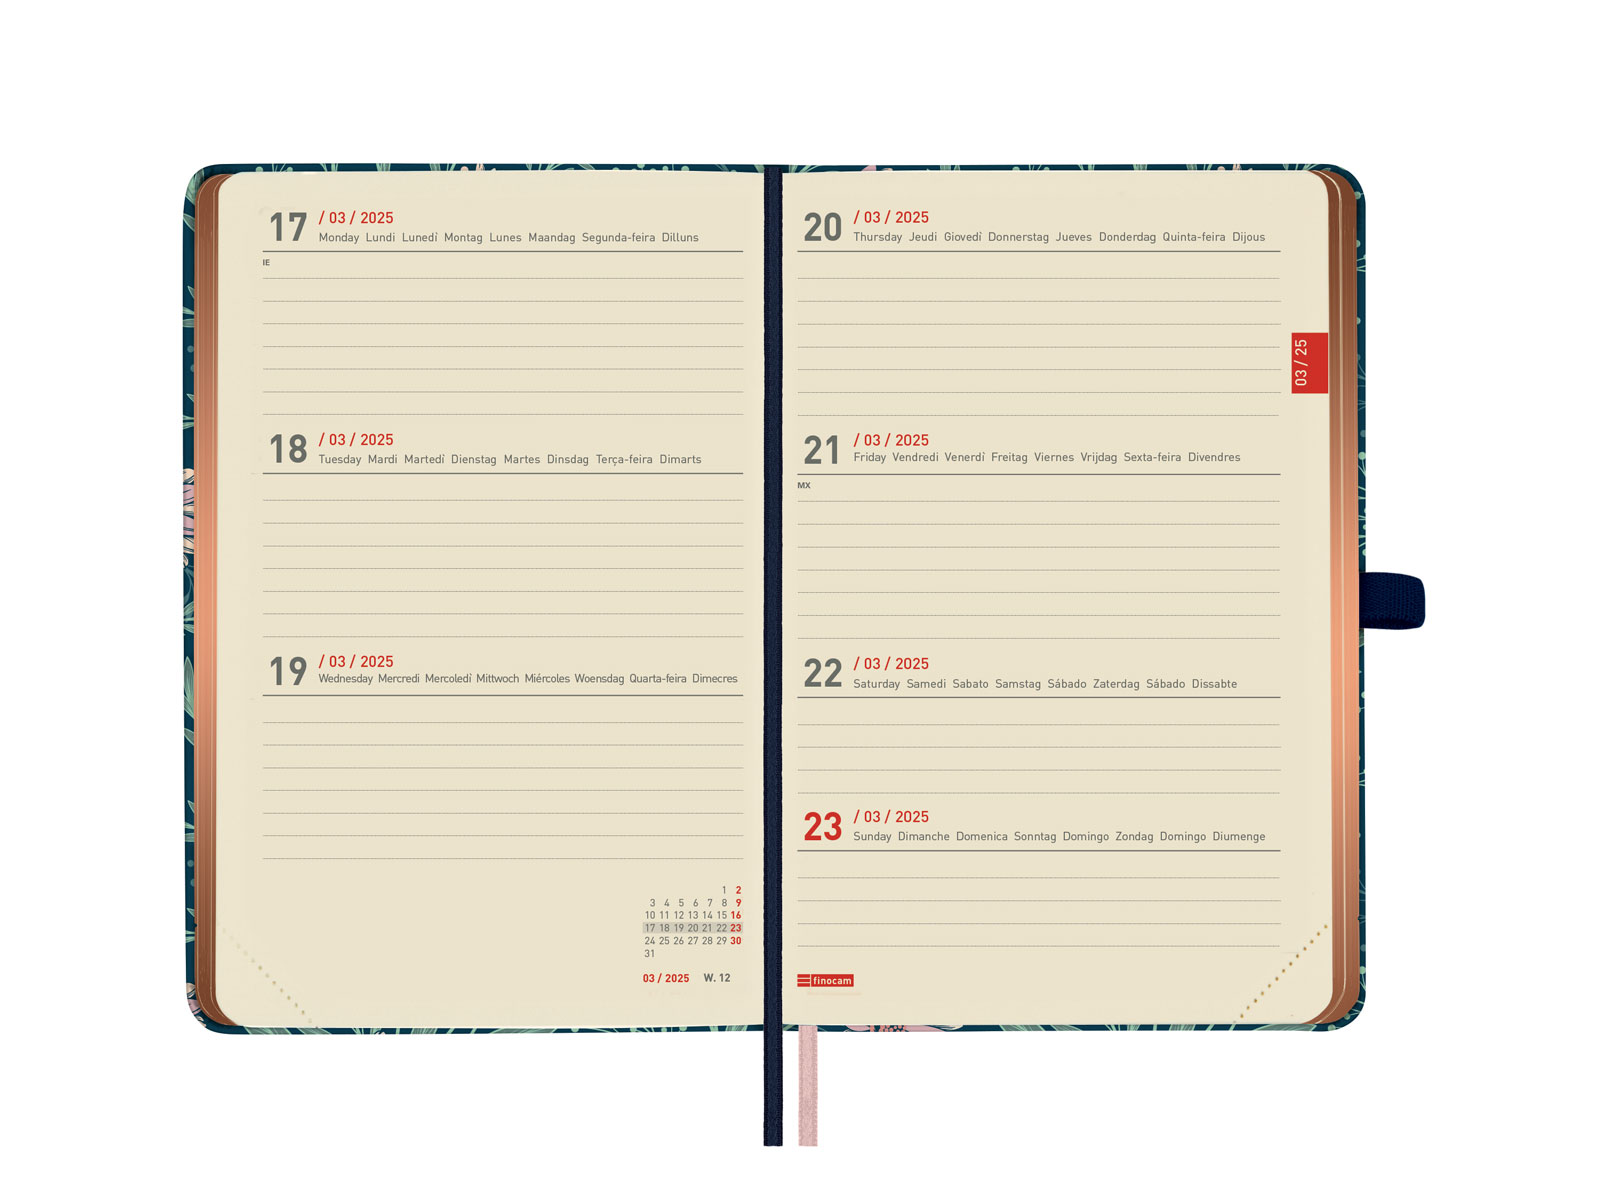 17 / 03 / 2025
Monday Lundi Lunedì Montag Lunes Maandag Segunda-feira Dilluns
IE
18 / 03 / 2025
Tuesday Mardi Martedì Dienstag Martes Dinsdag Terça-feira Dimarts
19 / 03 / 2025
Wednesday Mercredi Mercoledì Mittwoch Miércoles Woensdag Quarta-feira Dimecres
1 2
3 4 5 6 7 8 9
10 11 12 13 14 15 16
17 18 19 20 21 22 23
24 25 26 27 28 29 30
31
03 / 2025 W. 12
20 / 03 / 2025
Thursday Jeudi Giovedì Donnerstag Jueves Donderdag Quinta-feira Dijous
03 / 25
21 / 03 / 2025
Friday Vendredi Venerdì Freitag Viernes Vrijdag Sexta-feira Divendres
MX
22 / 03 / 2025
Saturday Samedi Sabato Samstag Sábado Zaterdag Sábado Dissabte
23 / 03 / 2025
Sunday Dimanche Domenica Sonntag Domingo Zondag Domingo Diumenge
finocam